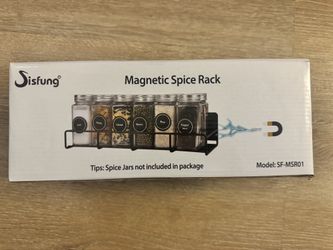 Sisfung
Magnetic Spice Rack
Tips: Spice Jars not included in package
Model: SF-MSR01